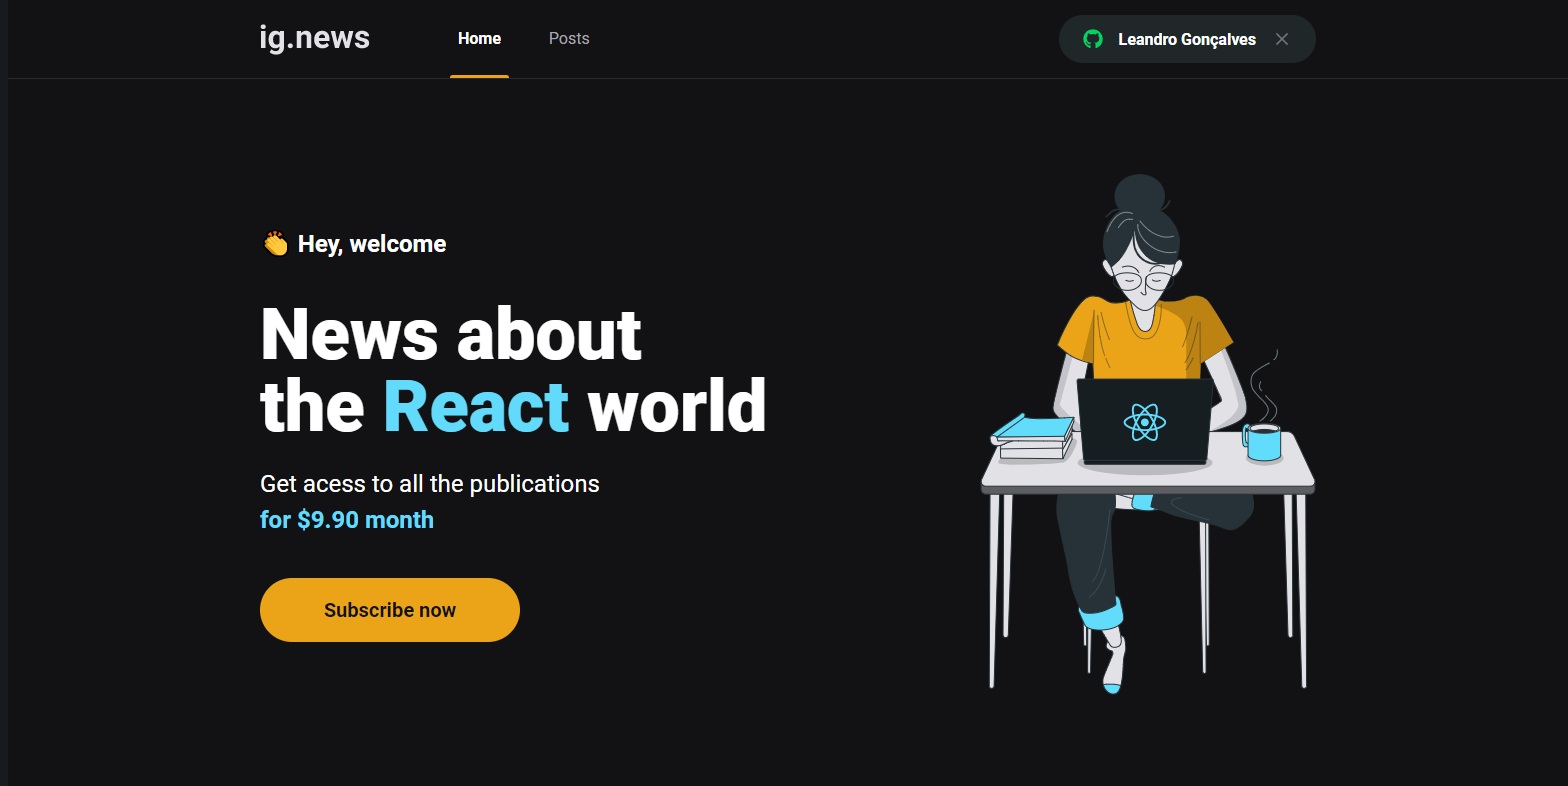 ig.news
Home
Posts
Leandro Gonçalves
👏 Hey, welcome
News about
the React world
Get acess to all the publications
for $9.90 month
Subscribe now